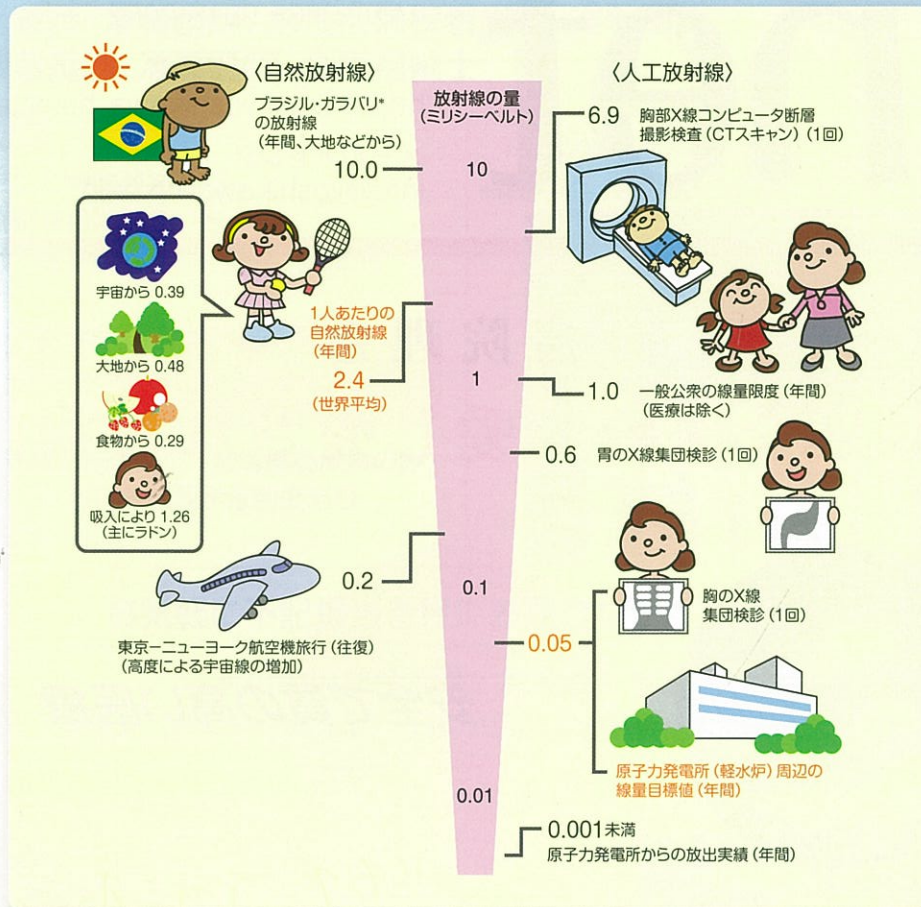 〈自然放射線〉
ブラジル・ガラパリ*
の放射線
(年間、大地などから)
10.0
宇宙から 0.39
大地から 0.48
食物から 0.29
吸入により 1.26
(主にラドン)
1人あたりの
自然放射線
(年間)
2.4
(世界平均)
0.2
東京ーニューヨーク航空機旅行(往復)
(高度による宇宙線の増加)
放射線の量
(ミリシーベルト)
10
1
0.1
0.01
〈人工放射線〉
6.9 胸部X線コンピュータ断層
撮影検査(CTスキャン)(1回)
1.0 一般公衆の線量限度(年間)
(医療は除く)
0.6 胃のX線集団検診(1回)
0.05
胸のX線
集団検診(1回)
原子力発電所(軽水炉)周辺の
線量目標値(年間)
0.001未満
原子力発電所からの放出実績(年間)